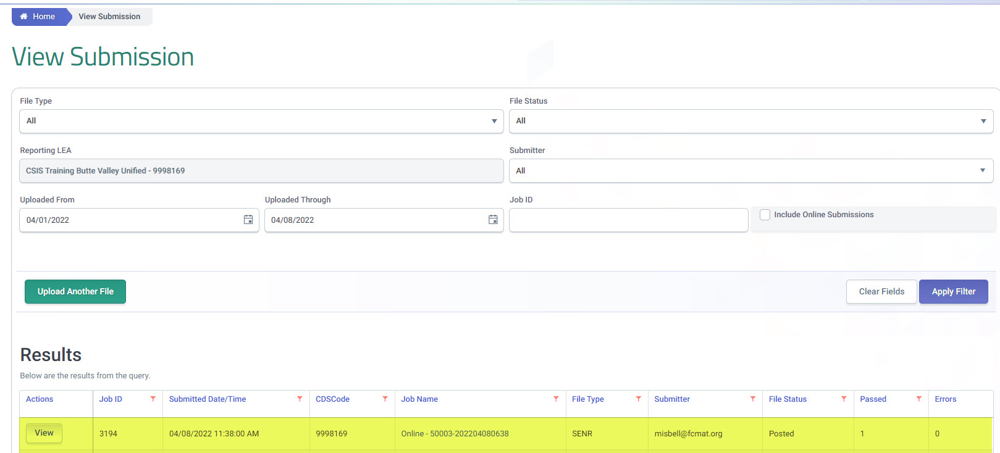 Home View Submission
View Submission
File Type File Status
All All
Reporting LEA Submitter
CSIS Training Butte Valley Unified - 9998169 All
Uploaded From Uploaded Through Job ID
04/01/2022 04/08/2022 Include Online Submissions
Upload Another File Clear Fields Apply Filter
Results
Below are the results from the query.
Actions Job ID Submitted Date/Time CDSCode Job Name File Type Submitter File Status Passed Errors
View 3194 04/08/2022 11:38:00 AM 9998169 Online - 50003-202204080638 SENR misbell@fcmat.org Posted 1 0